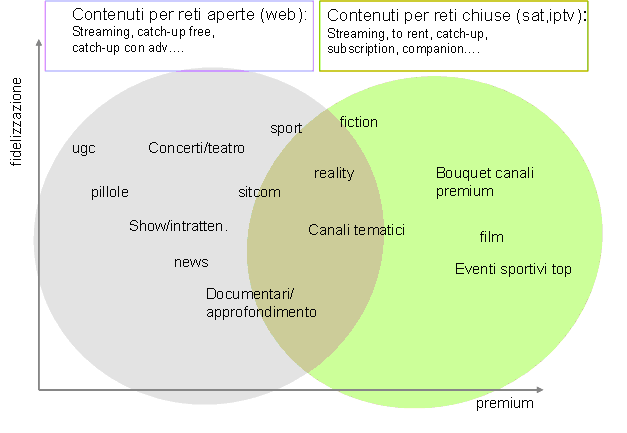 Contenuti per reti aperte (web):
Streaming, catch-up free,
catch-up con adv....
Contenuti per reti chiuse (sat,iptv):
Streaming, to rent, catch-up,
subscription, companion....
fidelizzazione
fiction
sport
ugc
Concerti/teatro
reality
Bouquet canali
premium
pillole
sitcom
Show/intratten.
Canali tematici
film
news
Eventi sportivi top
Documentari/
approfondimento
premium